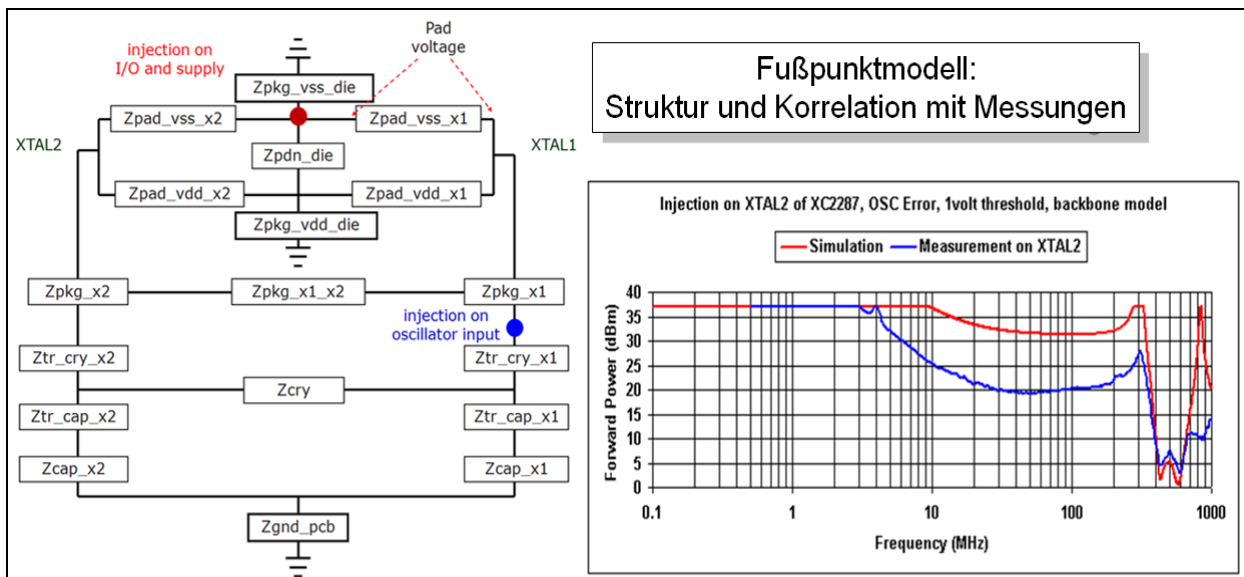 injection on
I/O and supply
Pad
voltage
Zpkg_vss_die
Zpad_vss_x2
Zpad_vss_x1
XTAL2
XTAL1
Zpdn_die
Zpad_vdd_x2
Zpad_vdd_x1
Zpkg_vdd_die
Zpkg_x2
Zpkg_x1_x2
Zpkg_x1
injection on
oscillator input
Ztr_cry_x2
Ztr_cry_x1
Zcry
Ztr_cap_x2
Ztr_cap_x1
Zcap_x2
Zcap_x1
Zgnd_pcb
Fußpunktmodell:
Struktur und Korrelation mit Messungen
Injection on XTAL2 of XC2287, OSC Error, 1volt threshold, backbone model
Simulation
Measurement on XTAL2
Forward Power (dBm)
40
35
30
25
20
15
10
5
0
0.1
1
10
100
1000
Frequency (MHz)